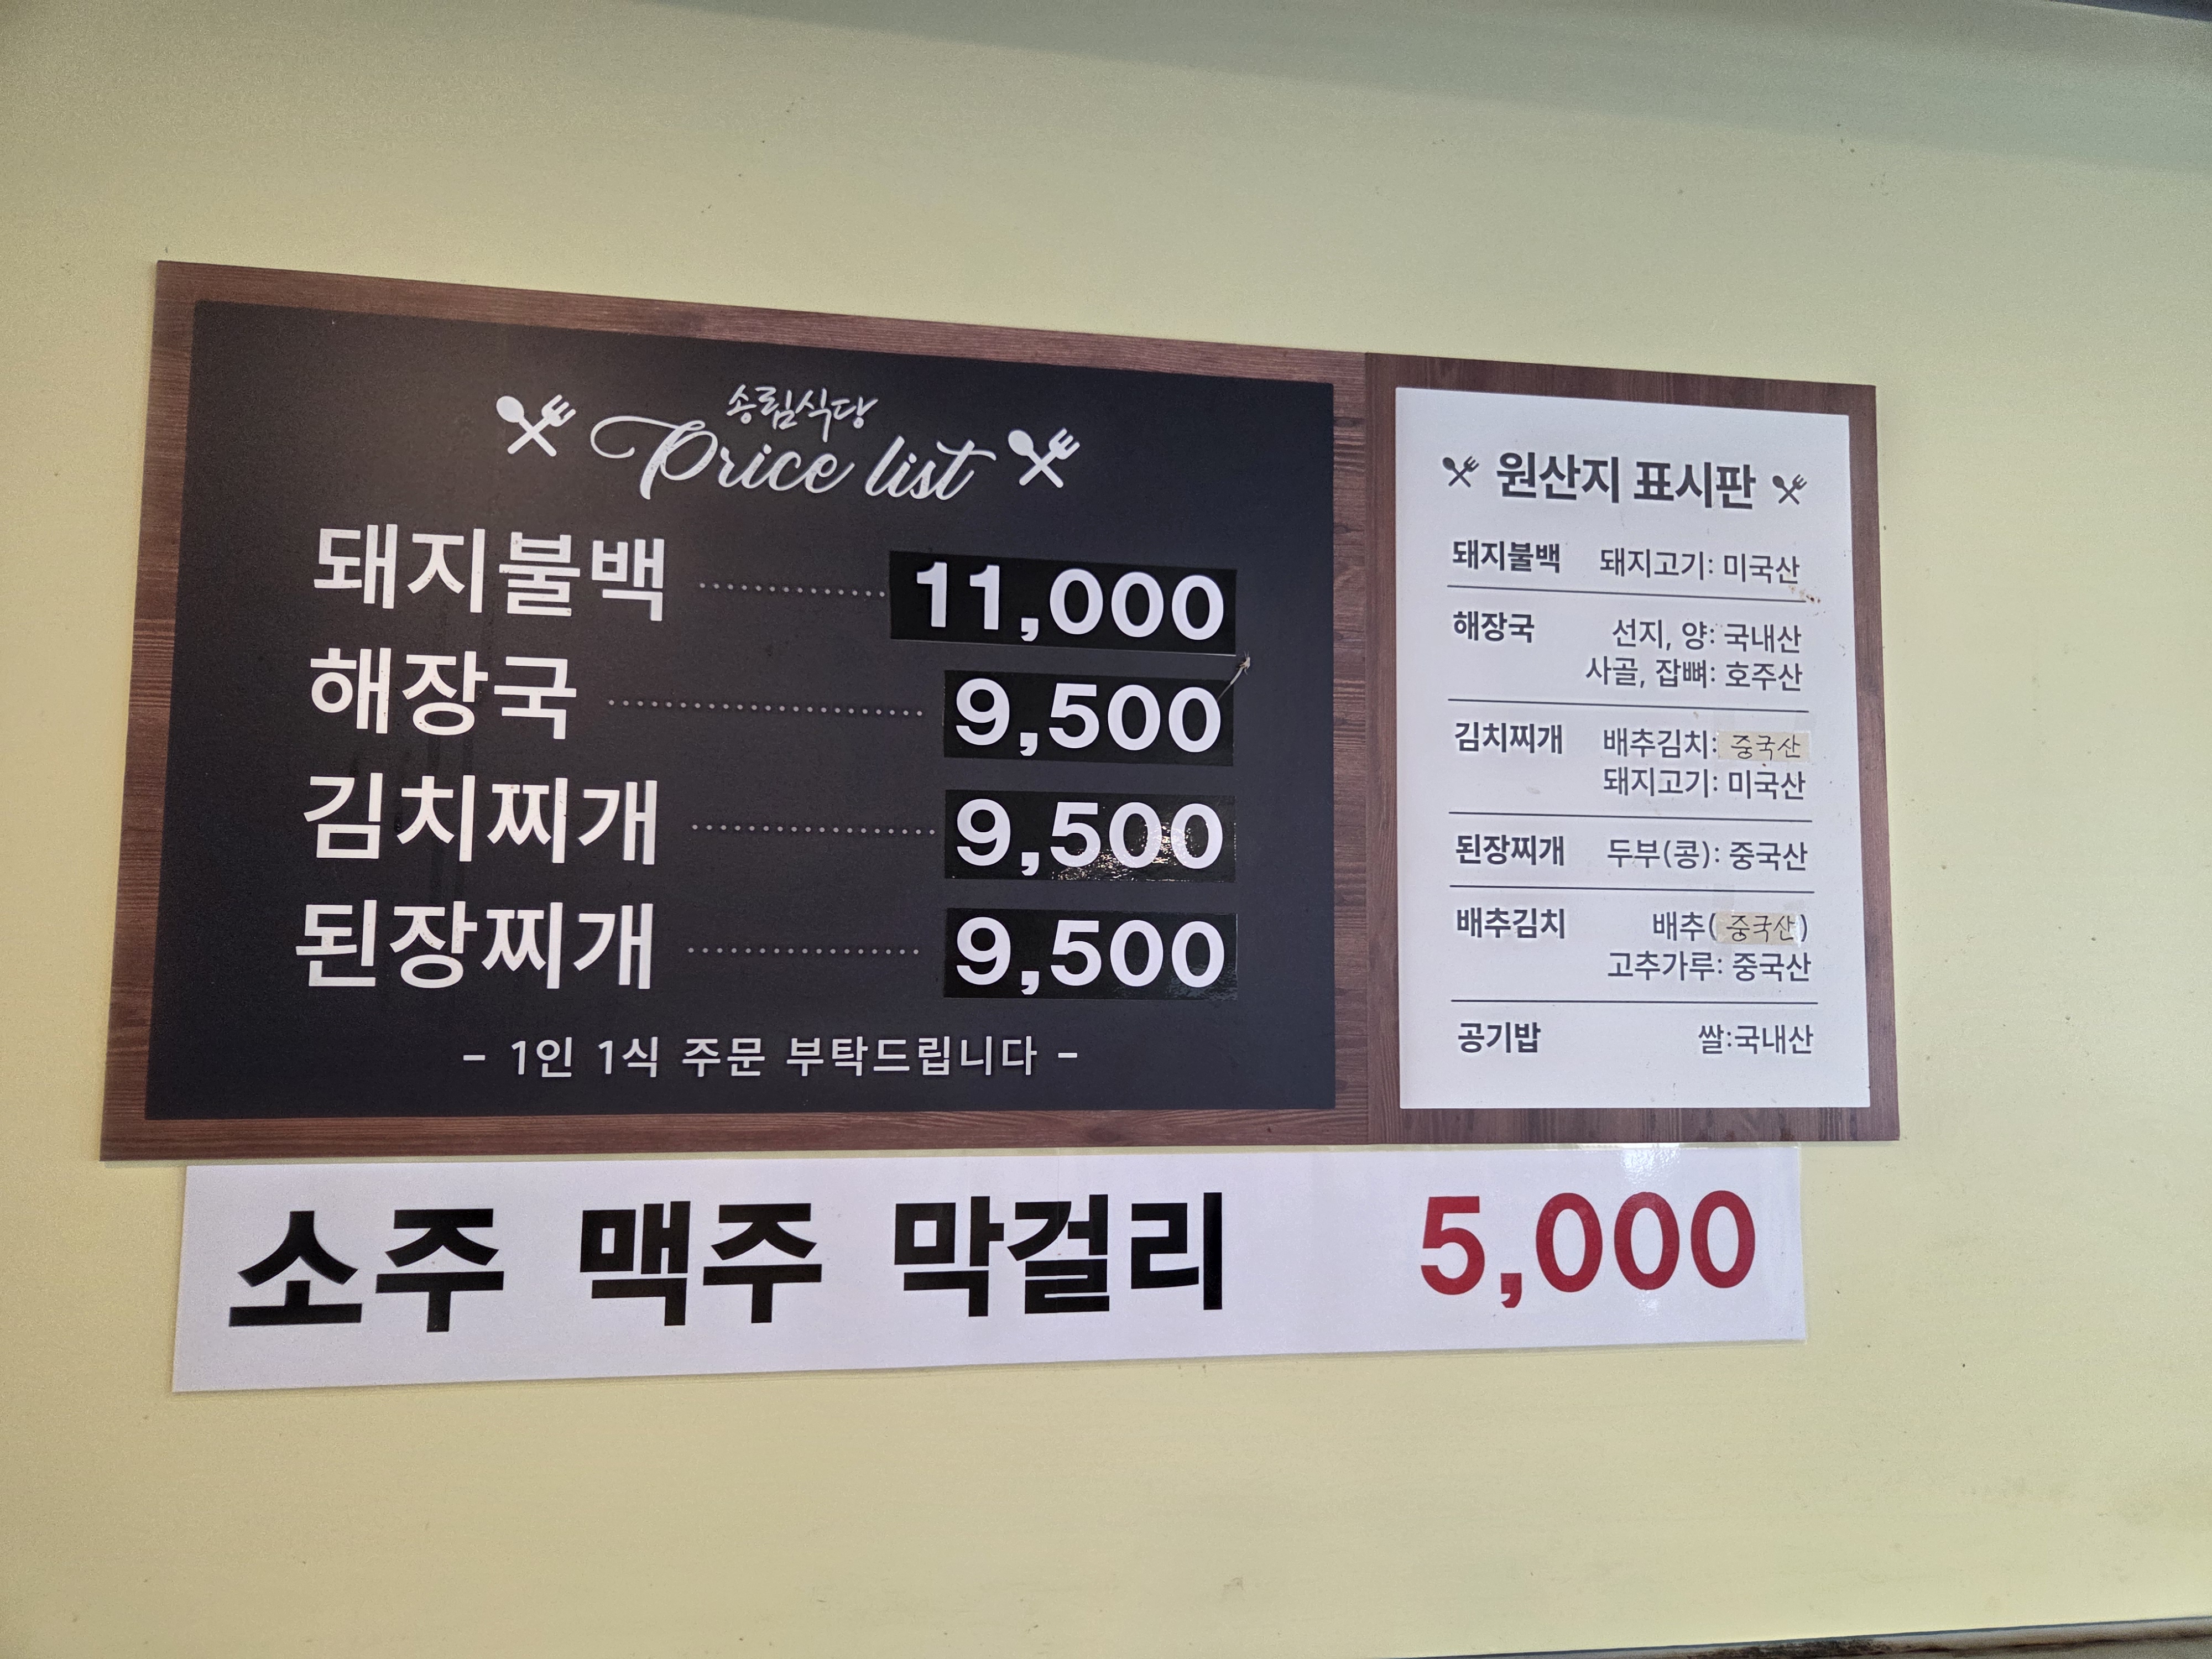 송림식당
Price list
돼지불백 11,000
해장국 9,500
김치찌개 9,500
된장찌개 9,500
- 1인 1식 주문 부탁드립니다 -
원산지 표시판
돼지불백 돼지고기: 미국산
해장국 선지, 양: 국내산
사골, 잡뼈: 호주산
김치찌개 배추김치: 중국산
돼지고기: 미국산
된장찌개 두부(콩): 중국산
배추김치 배추(중국산)
고추가루: 중국산
공기밥 쌀:국내산
소주 맥주 막걸리 5,000